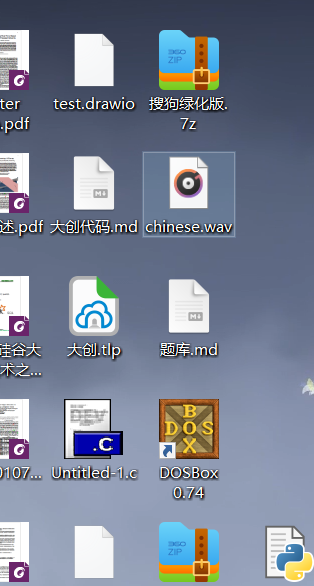 ter
.pdf
test.drawio
搜狗绿化版.
7z
360
ZIP
述.pdf
大创代码.md
M
chinese.wav
硅谷大
术之...
大创.tlp
题库.md
M
0107...
DEV
.C
Untitled-1.c
DOSBox
0.74
BOX
DOS
360
ZIP